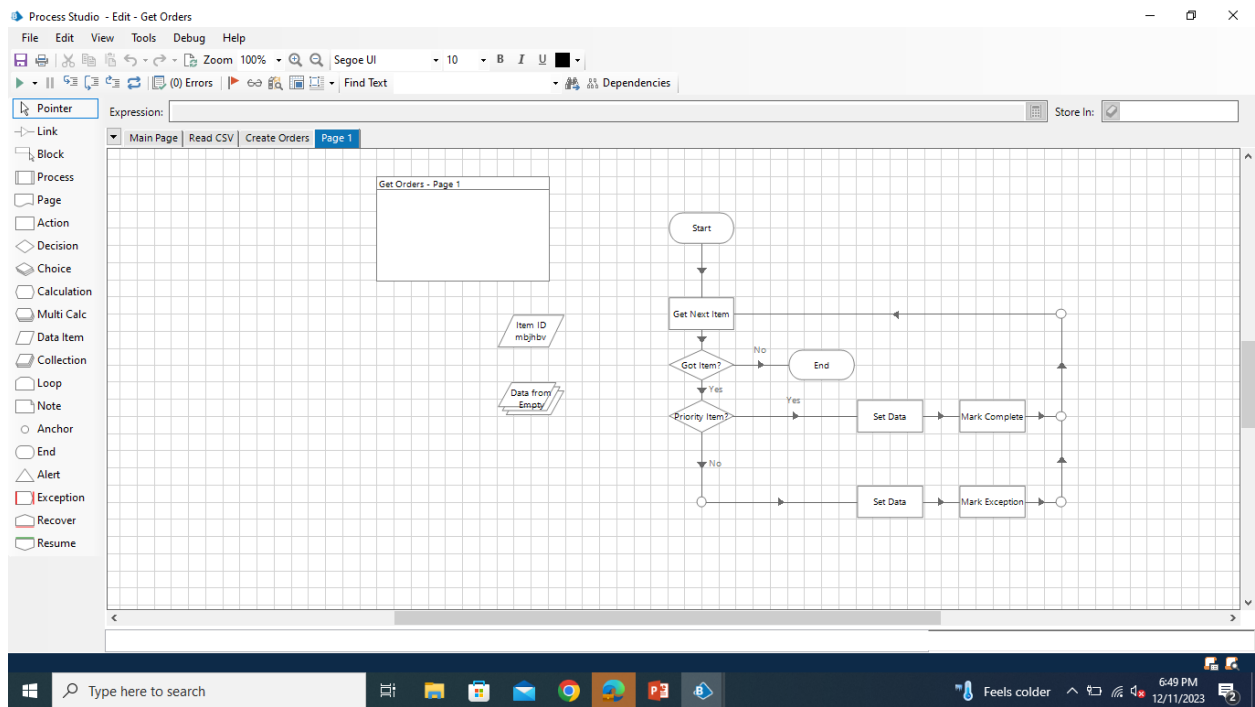 Process Studio - Edit - Get Orders
File Edit View Tools Debug Help
Zoom 100% Segoe UI 10 B I U
(0) Errors Find Text Dependencies
Pointer
Link
Block
Process
Page
Action
Decision
Choice
Calculation
Multi Calc
Data Item
Collection
Loop
Note
Anchor
End
Alert
Exception
Recover
Resume
Expression: Store In:
Main Page Read CSV Create Orders Page 1
Get Orders - Page 1
Start
Get Next Item
Item ID
mbjhbv
No
Got Item? End
Yes
Data from
Empty
Yes
Priority Item? Set Data Mark Complete
No
Set Data Mark Exception
Type here to search
Feels colder
6:49 PM
12/11/2023
2